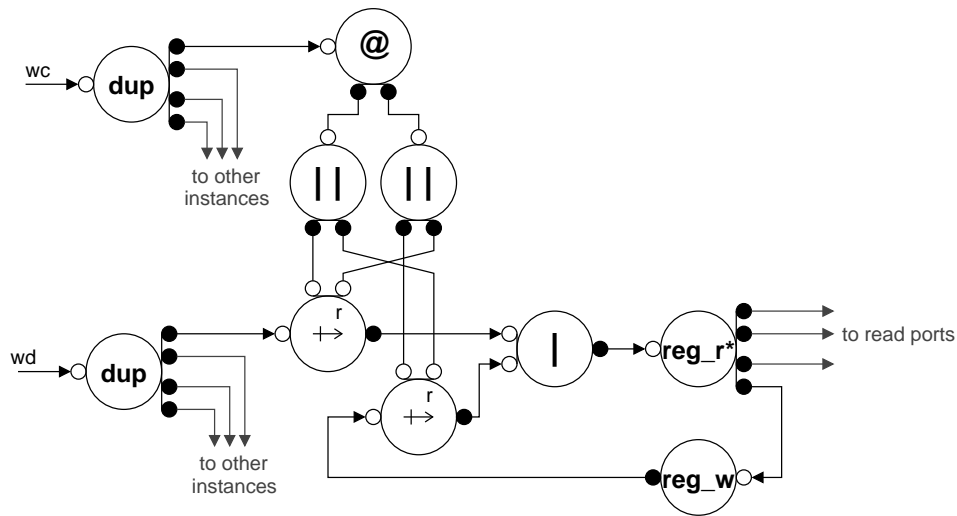 @
wc
dup
to other
instances
| |
| |
r
wd
dup
|
reg_r*
to read ports
r
to other
instances
reg_w